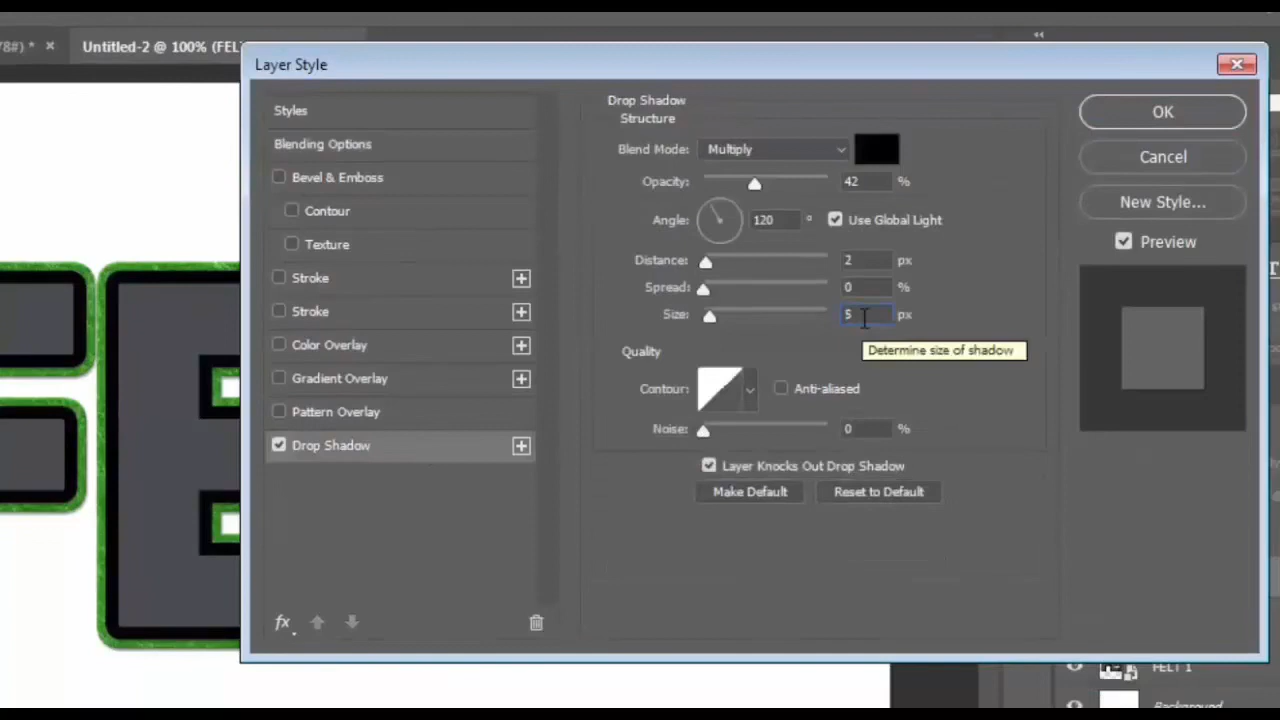 78#) * × Untitled-2 @ 100% (FEL
Layer Style
Styles
Blending Options
Bevel & Emboss
Contour
Texture
Stroke
Stroke
Color Overlay
Gradient Overlay
Pattern Overlay
Drop Shadow
fx
Drop Shadow
Structure
Blend Mode: Multiply
Opacity: 42 %
Angle: 120 ° Use Global Light
Distance: 2 px
Spread: 0 %
Size: 5 px
Determine size of shadow
Quality
Contour: Anti-aliased
Noise: 0 %
Layer Knocks Out Drop Shadow
Make Default Reset to Default
OK
Cancel
New Style...
Preview
T
FELT 1
Background